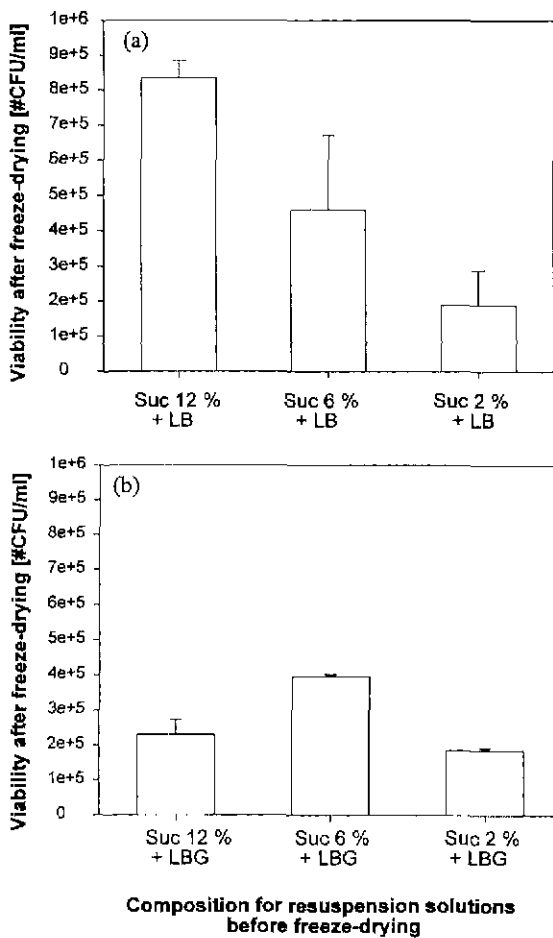 (a)
Viability after freeze-drying [#CFU/ml]
1e+6
9e+5
8e+5
7e+5
6e+5
5e+5
4e+5
3e+5
2e+5
1e+5
0
Suc 12 % + LB
Suc 6 % + LB
Suc 2 % + LB
(b)
Viability after freeze-drying [#CFU/ml]
1e+6
9e+5
8e+5
7e+5
6e+5
5e+5
4e+5
3e+5
2e+5
1e+5
0
Suc 12 % + LBG
Suc 6 % + LBG
Suc 2 % + LBG
Composition for resuspension solutions
before freeze-drying